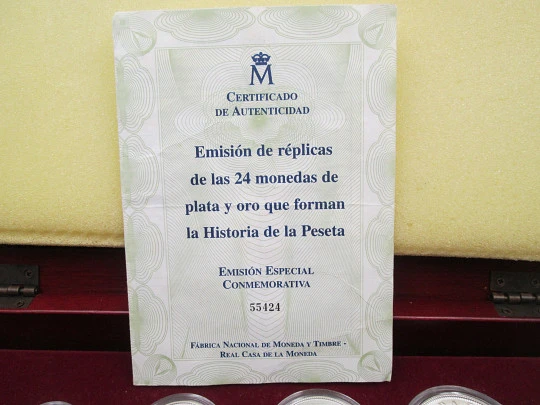 M
CERTIFICADO
DE AUTENTICIDAD
Emisión de réplicas
de las 24 monedas de
plata y oro que forman
la Historia de la Peseta
EMISIÓN ESPECIAL
CONMEMORATIVA
55424
FÁBRICA NACIONAL DE MONEDA Y TIMBRE -
REAL CASA DE LA MONEDA